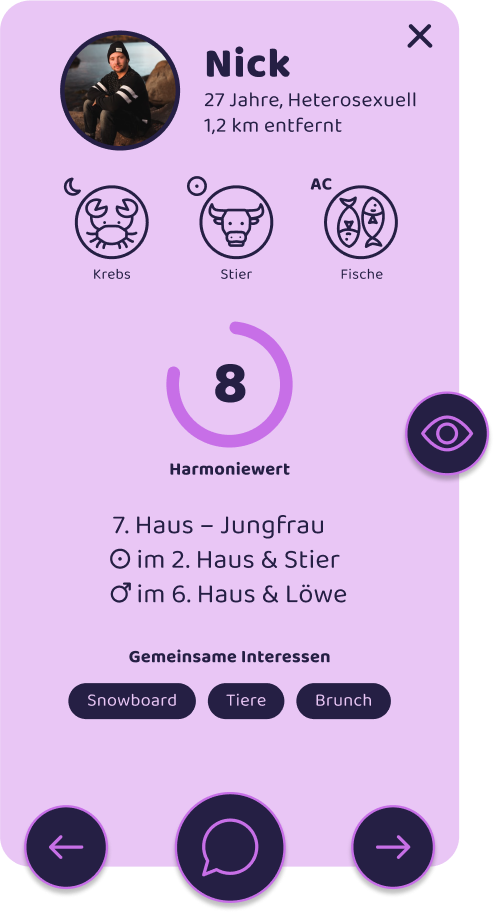 Nick
27 Jahre, Heterosexuell
1,2 km entfernt
AC
Krebs
Stier
Fische
8
Harmoniewert
7. Haus – Jungfrau
☉ im 2. Haus & Stier
♂ im 6. Haus & Löwe
Gemeinsame Interessen
Snowboard
Tiere
Brunch